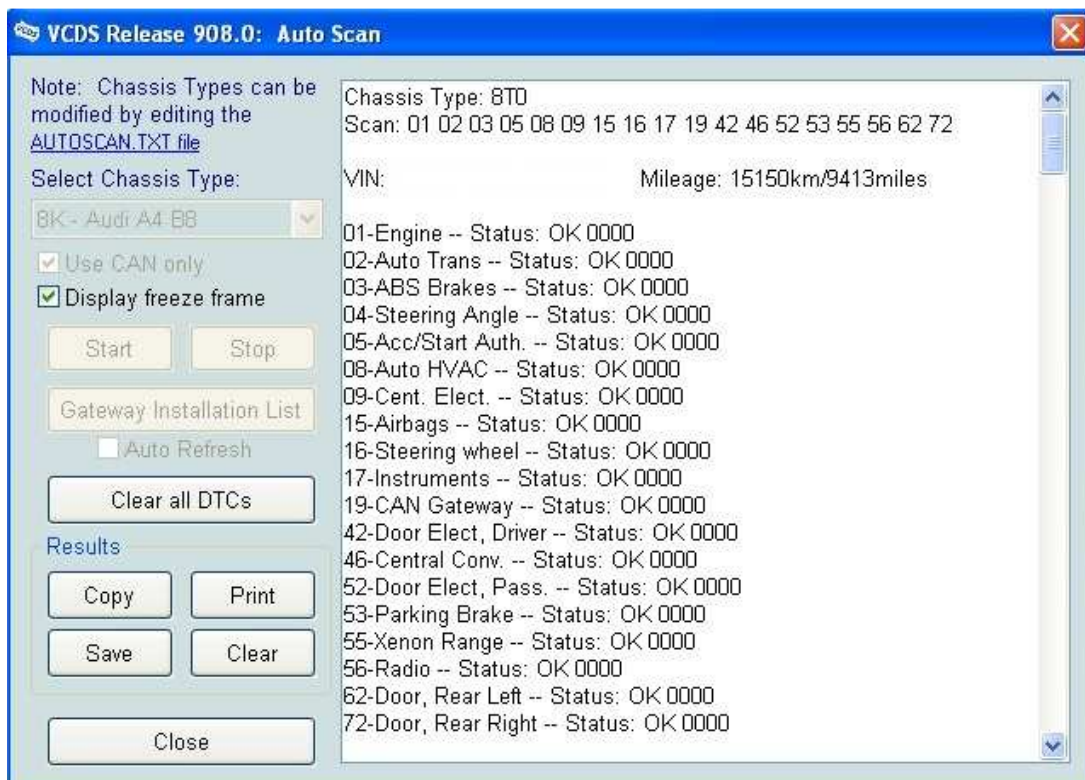 VCDS Release 908.0: Auto Scan
Note: Chassis Types can be
modified by editing the
AUTOSCAN.TXT file
Select Chassis Type:
8K - Audi A4 B8
Use CAN only
Display freeze frame
Start
Stop
Gateway Installation List
Auto Refresh
Clear all DTCs
Results
Copy
Print
Save
Clear
Close
Chassis Type: 8T0
Scan: 01 02 03 05 08 09 15 16 17 19 42 46 52 53 55 56 62 72
VIN: Mileage: 15150km/9413miles
01-Engine -- Status: OK 0000
02-Auto Trans -- Status: OK 0000
03-ABS Brakes -- Status: OK 0000
04-Steering Angle -- Status: OK 0000
05-Acc/Start Auth. -- Status: OK 0000
08-Auto HVAC -- Status: OK 0000
09-Cent. Elect. -- Status: OK 0000
15-Airbags -- Status: OK 0000
16-Steering wheel -- Status: OK 0000
17-Instruments -- Status: OK 0000
19-CAN Gateway -- Status: OK 0000
42-Door Elect, Driver -- Status: OK 0000
46-Central Conv. -- Status: OK 0000
52-Door Elect, Pass. -- Status: OK 0000
53-Parking Brake -- Status: OK 0000
55-Xenon Range -- Status: OK 0000
56-Radio -- Status: OK 0000
62-Door, Rear Left -- Status: OK 0000
72-Door, Rear Right -- Status: OK 0000